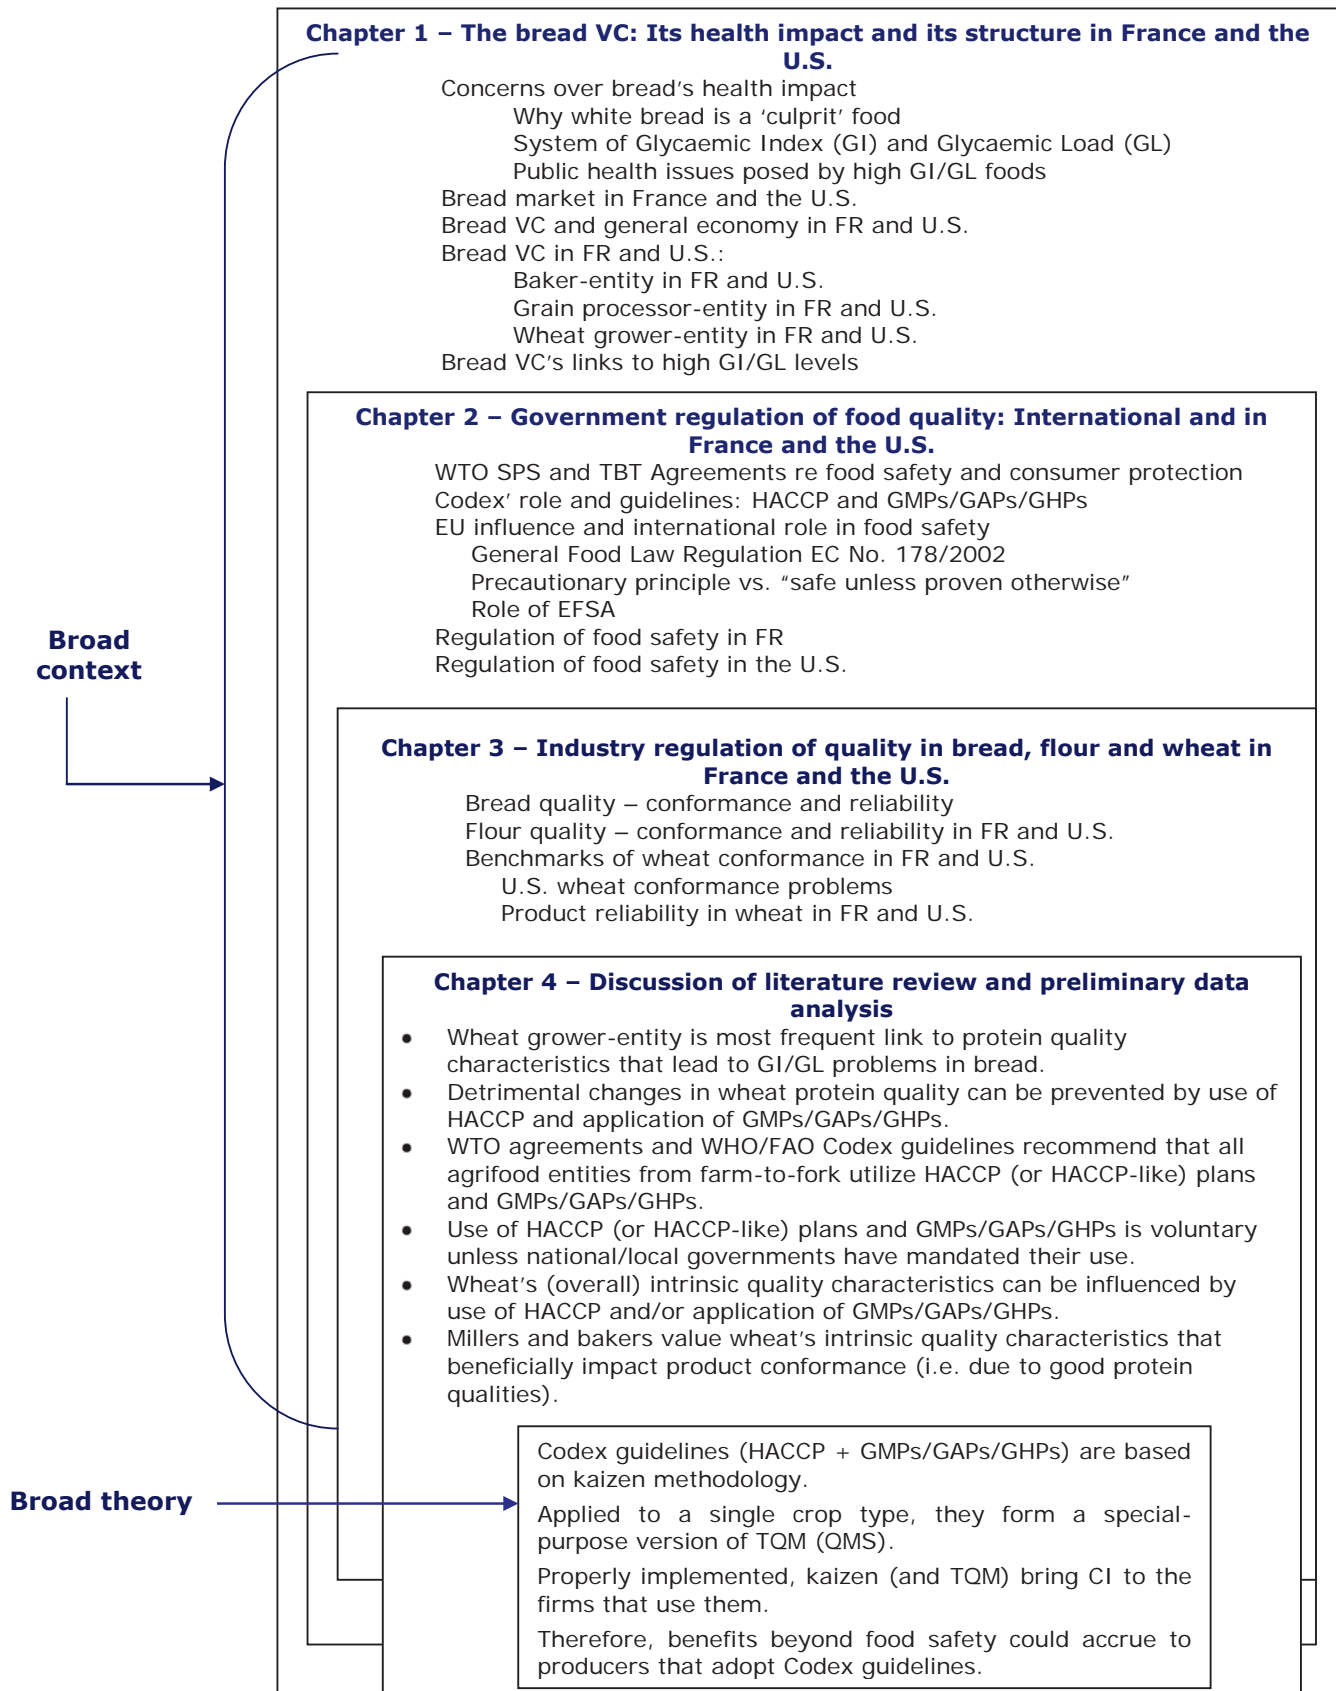 Chapter 1 – The bread VC: Its health impact and its structure in France and the
U.S.
Concerns over bread's health impact
Why white bread is a ‘culprit’ food
System of Glycaemic Index (GI) and Glycaemic Load (GL)
Public health issues posed by high GI/GL foods
Bread market in France and the U.S.
Bread VC and general economy in FR and U.S.
Bread VC in FR and U.S.:
Baker-entity in FR and U.S.
Grain processor-entity in FR and U.S.
Wheat grower-entity in FR and U.S.
Bread VC's links to high GI/GL levels
Chapter 2 – Government regulation of food quality: International and in
France and the U.S.
WTO SPS and TBT Agreements re food safety and consumer protection
Codex' role and guidelines: HACCP and GMPs/GAPs/GHPs
EU influence and international role in food safety
General Food Law Regulation EC No. 178/2002
Precautionary principle vs. “safe unless proven otherwise”
Role of EFSA
Regulation of food safety in FR
Regulation of food safety in the U.S.
Broad
context
Chapter 3 – Industry regulation of quality in bread, flour and wheat in
France and the U.S.
Bread quality – conformance and reliability
Flour quality – conformance and reliability in FR and U.S.
Benchmarks of wheat conformance in FR and U.S.
U.S. wheat conformance problems
Product reliability in wheat in FR and U.S.
Chapter 4 – Discussion of literature review and preliminary data
analysis
• Wheat grower-entity is most frequent link to protein quality
characteristics that lead to GI/GL problems in bread.
• Detrimental changes in wheat protein quality can be prevented by use of
HACCP and application of GMPs/GAPs/GHPs.
• WTO agreements and WHO/FAO Codex guidelines recommend that all
agrifood entities from farm-to-fork utilize HACCP (or HACCP-like) plans
and GMPs/GAPs/GHPs.
• Use of HACCP (or HACCP-like) plans and GMPs/GAPs/GHPs is voluntary
unless national/local governments have mandated their use.
• Wheat's (overall) intrinsic quality characteristics can be influenced by
use of HACCP and/or application of GMPs/GAPs/GHPs.
• Millers and bakers value wheat's intrinsic quality characteristics that
beneficially impact product conformance (i.e. due to good protein
qualities).
Broad theory
Codex guidelines (HACCP + GMPs/GAPs/GHPs) are based
on kaizen methodology.
Applied to a single crop type, they form a special-
purpose version of TQM (QMS).
Properly implemented, kaizen (and TQM) bring CI to the
firms that use them.
Therefore, benefits beyond food safety could accrue to
producers that adopt Codex guidelines.